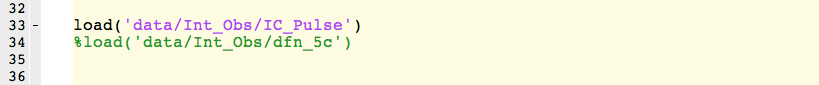 32
33 - load('data/Int_Obs/IC_Pulse')
34 %load('data/Int_Obs/dfn_5c')
35
36